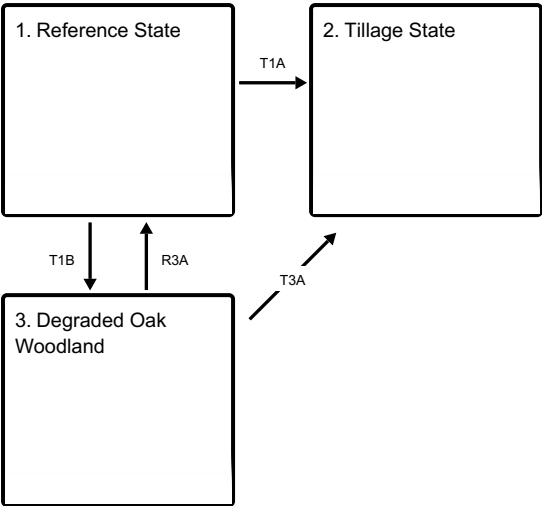 1. Reference State
2. Tillage State
T1A
T1B
R3A
T3A
3. Degraded Oak
Woodland